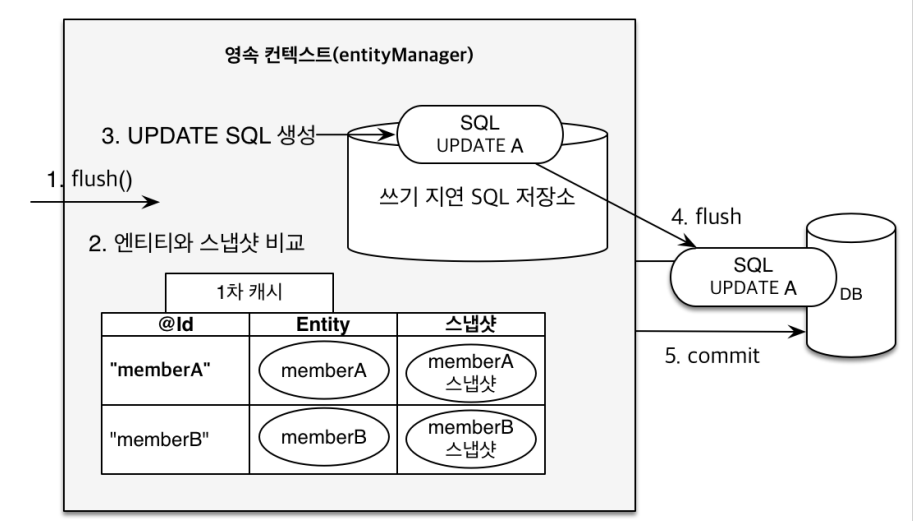 영속 컨텍스트(entityManager)
3. UPDATE SQL 생성
SQL
UPDATE A
1. flush()
쓰기 지연 SQL 저장소
4. flush
2. 엔티티와 스냅샷 비교
SQL
UPDATE A
DB
1차 캐시
@Id
Entity
스냅샷
5. commit
"memberA"
memberA
memberA
스냅샷
"memberB"
memberB
memberB
스냅샷